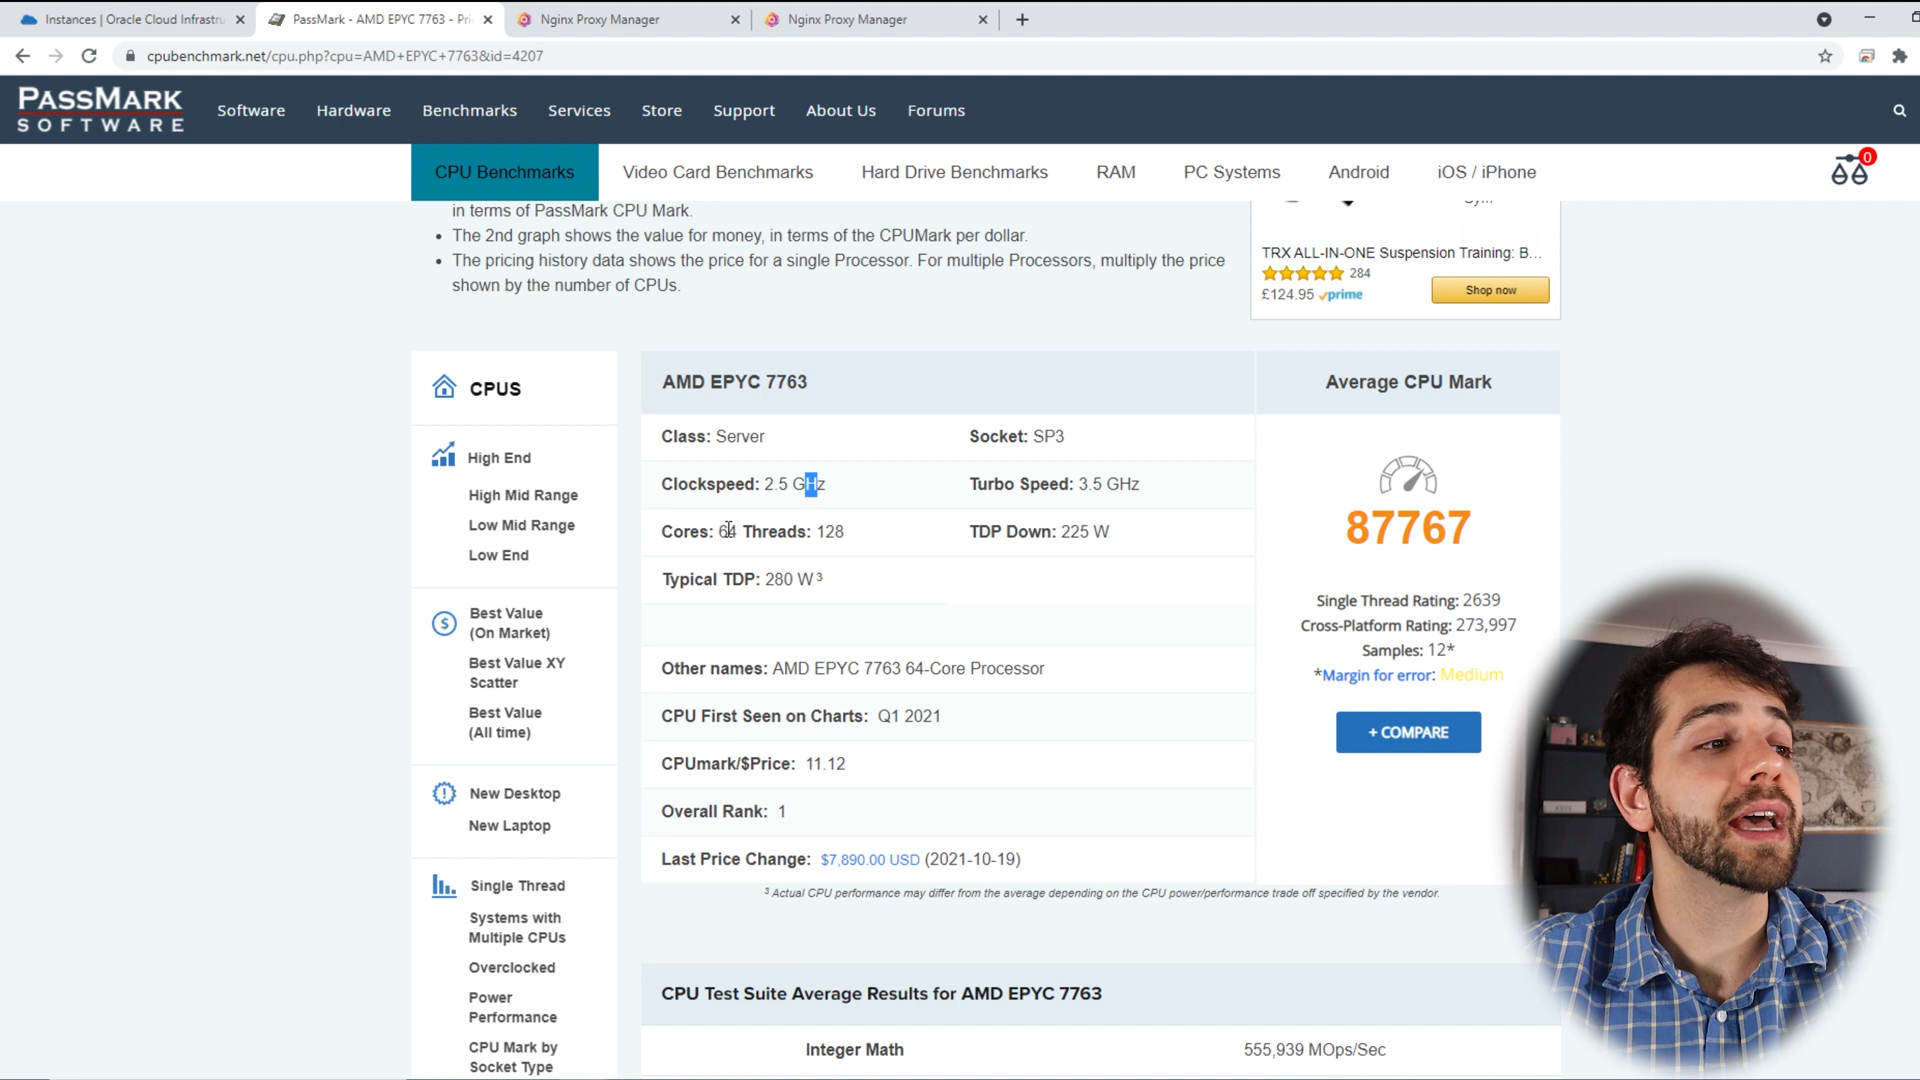 Instances | Oracle Cloud Infrastru
PassMark - AMD EPYC 7763 - Pri
Nginx Proxy Manager
Nginx Proxy Manager
cpubenchmark.net/cpu.php?cpu=AMD+EPYC+7763&id=4207
PASSMARK
SOFTWARE
Software
Hardware
Benchmarks
Services
Store
Support
About Us
Forums
CPU Benchmarks
Video Card Benchmarks
Hard Drive Benchmarks
RAM
PC Systems
Android
iOS / iPhone
0
in terms of PassMark CPU Mark.
• The 2nd graph shows the value for money, in terms of the CPUMark per dollar.
• The pricing history data shows the price for a single Processor. For multiple Processors, multiply the price
shown by the number of CPUs.
TRX ALL-IN-ONE Suspension Training: B...
284
£124.95 prime
Shop now
CPUS
High End
High Mid Range
Low Mid Range
Low End
$
Best Value
(On Market)
Best Value XY
Scatter
Best Value
(All time)
New Desktop
New Laptop
Single Thread
Systems with
Multiple CPUs
Overclocked
Power
Performance
CPU Mark by
Socket Type
AMD EPYC 7763
Class: Server
Socket: SP3
Clockspeed: 2.5 GHz
Turbo Speed: 3.5 GHz
Cores: 64 Threads: 128
TDP Down: 225 W
Typical TDP: 280 W ³
Other names: AMD EPYC 7763 64-Core Processor
CPU First Seen on Charts: Q1 2021
CPUmark/$Price: 11.12
Overall Rank: 1
Last Price Change: $7,890.00 USD (2021-10-19)
Average CPU Mark
87767
Single Thread Rating: 2639
Cross-Platform Rating: 273,997
Samples: 12*
*Margin for error: Medium
+ COMPARE
³ Actual CPU performance may differ from the average depending on the CPU power/performance trade off specified by the vendor.
CPU Test Suite Average Results for AMD EPYC 7763
Integer Math
555,939 MOps/Sec